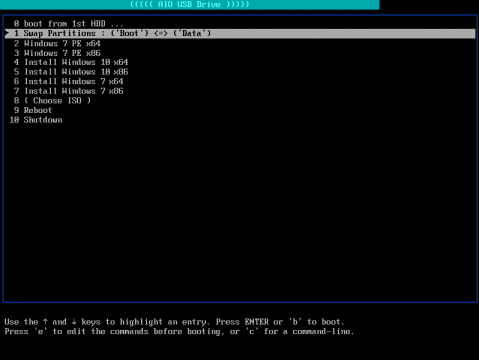 (((((  AIO USB Drive )))))
0 boot from 1st HDD ...
1 Swap Partitions : ('Boot') <=> ('Data')
2 Windows 7 PE x64
3 Windows 7 PE x86
4 Install Windows 10 x64
5 Install Windows 10 x86
6 Install Windows 7 x64
7 Install Windows 7 x86
8 ( Choose ISO )
9 Reboot
10 Shutdown
Use the ↑ and ↓ keys to highlight an entry. Press ENTER or 'b' to boot.
Press 'e' to edit the commands before booting, or 'c' for a command-line.